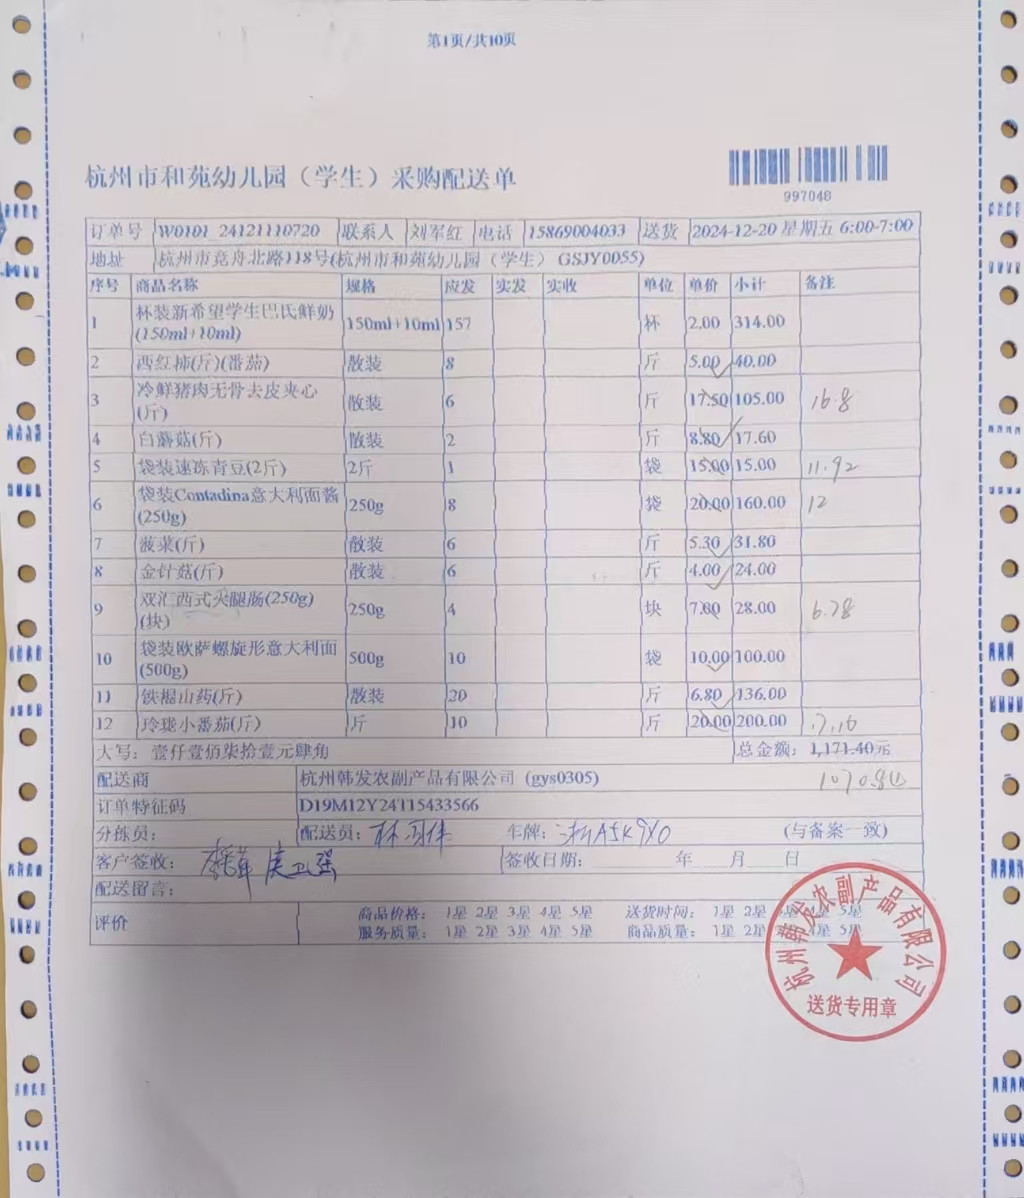 第1页/共10页
杭州市和苑幼儿园（学生）采购配送单
997048
订单号 W0101_24121110720 联系人 刘军红 电话 15869004033 送货 2024-12-20 星期五 6:00-7:00
地址 杭州市竞舟北路118号(杭州市和苑幼儿园（学生）GSJY0055)
序号 商品名称 规格 应发 实发 实收 单位 单价 小计 备注
1 杯装新希望学生巴氏鲜奶(150ml+10ml) 150ml+10ml 157 杯 2.00 314.00
2 西红柿(斤)(番茄) 散装 8 斤 5.00 40.00
3 冷鲜猪肉无骨去皮夹心(斤) 散装 6 斤 17.50 105.00 16.8
4 白蘑菇(斤) 散装 2 斤 8.80 17.60
5 袋装速冻青豆(2斤) 2斤 1 袋 15.00 15.00 11.92
6 袋装Contadina意大利面酱(250g) 250g 8 袋 20.00 160.00 12
7 菠菜(斤) 散装 6 斤 5.30 31.80
8 金针菇(斤) 散装 6 斤 4.00 24.00
9 双汇西式火腿肠(250g)(块) 250g 4 块 7.00 28.00 6.78
10 袋装欧萨螺旋形意大利面(500g) 500g 10 袋 10.00 100.00
11 铁棍山药(斤) 散装 20 斤 6.80 136.00
12 玲珑小番茄(斤) 斤 10 斤 20.00 200.00
大写：壹仟壹佰柒拾壹元肆角 总金额：1,171.40元
配送商 杭州韩发农副产品有限公司 (gys0305)
订单特征码 D19M12Y24T15433566
分拣员： 配送员： 车牌： (与备案一致)
客户签收： 签收日期： 年 月 日
配送留言：
评价 商品价格： 1星 2星 3星 4星 5星 送货时间： 1星 2星 3星 4星 5星
服务质量： 1星 2星 3星 4星 5星 商品质量： 1星 2星 3星 4星 5星
杭州韩发农副产品有限公司
送货专用章